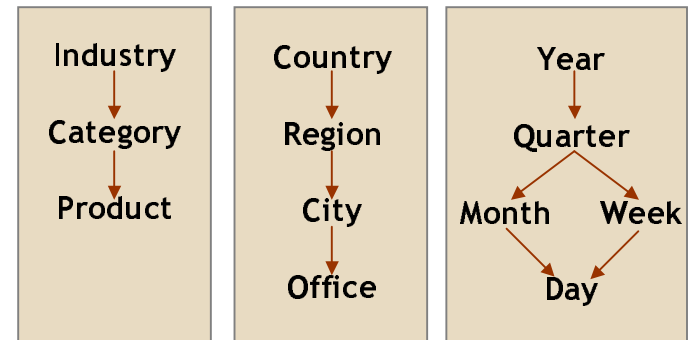 Industry
Category
Product
Country
Region
City
Office
Year
Quarter
Month Week
Day